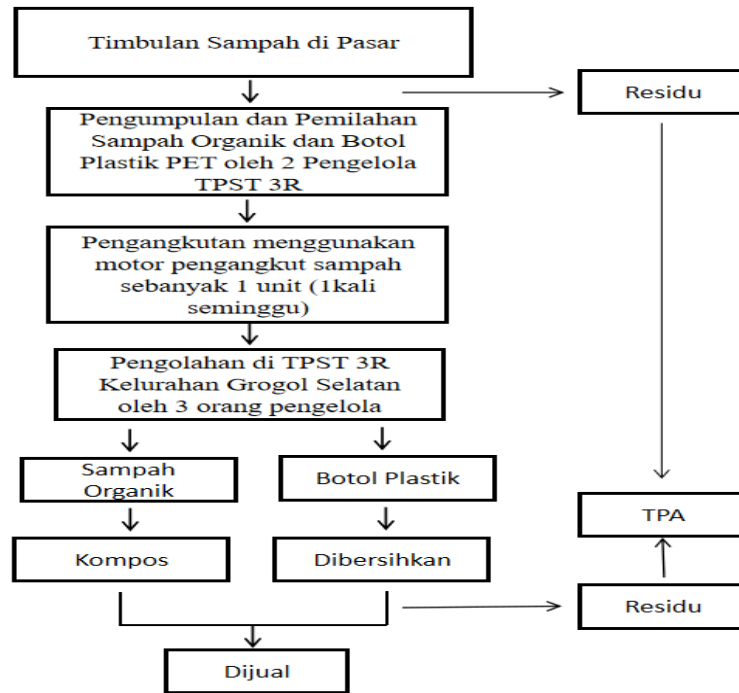 Timbulan Sampah di Pasar
Residu
Pengumpulan dan Pemilahan
Sampah Organik dan Botol
Plastik PET oleh 2 Pengelola
TPST 3R
Pengangkutan menggunakan
motor pengangkut sampah
sebanyak 1 unit (1kali
seminggu)
Pengolahan di TPST 3R
Kelurahan Grogol Selatan
oleh 3 orang pengelola
Sampah
Organik
Botol Plastik
TPA
Kompos
Dibersihkan
Residu
Dijual